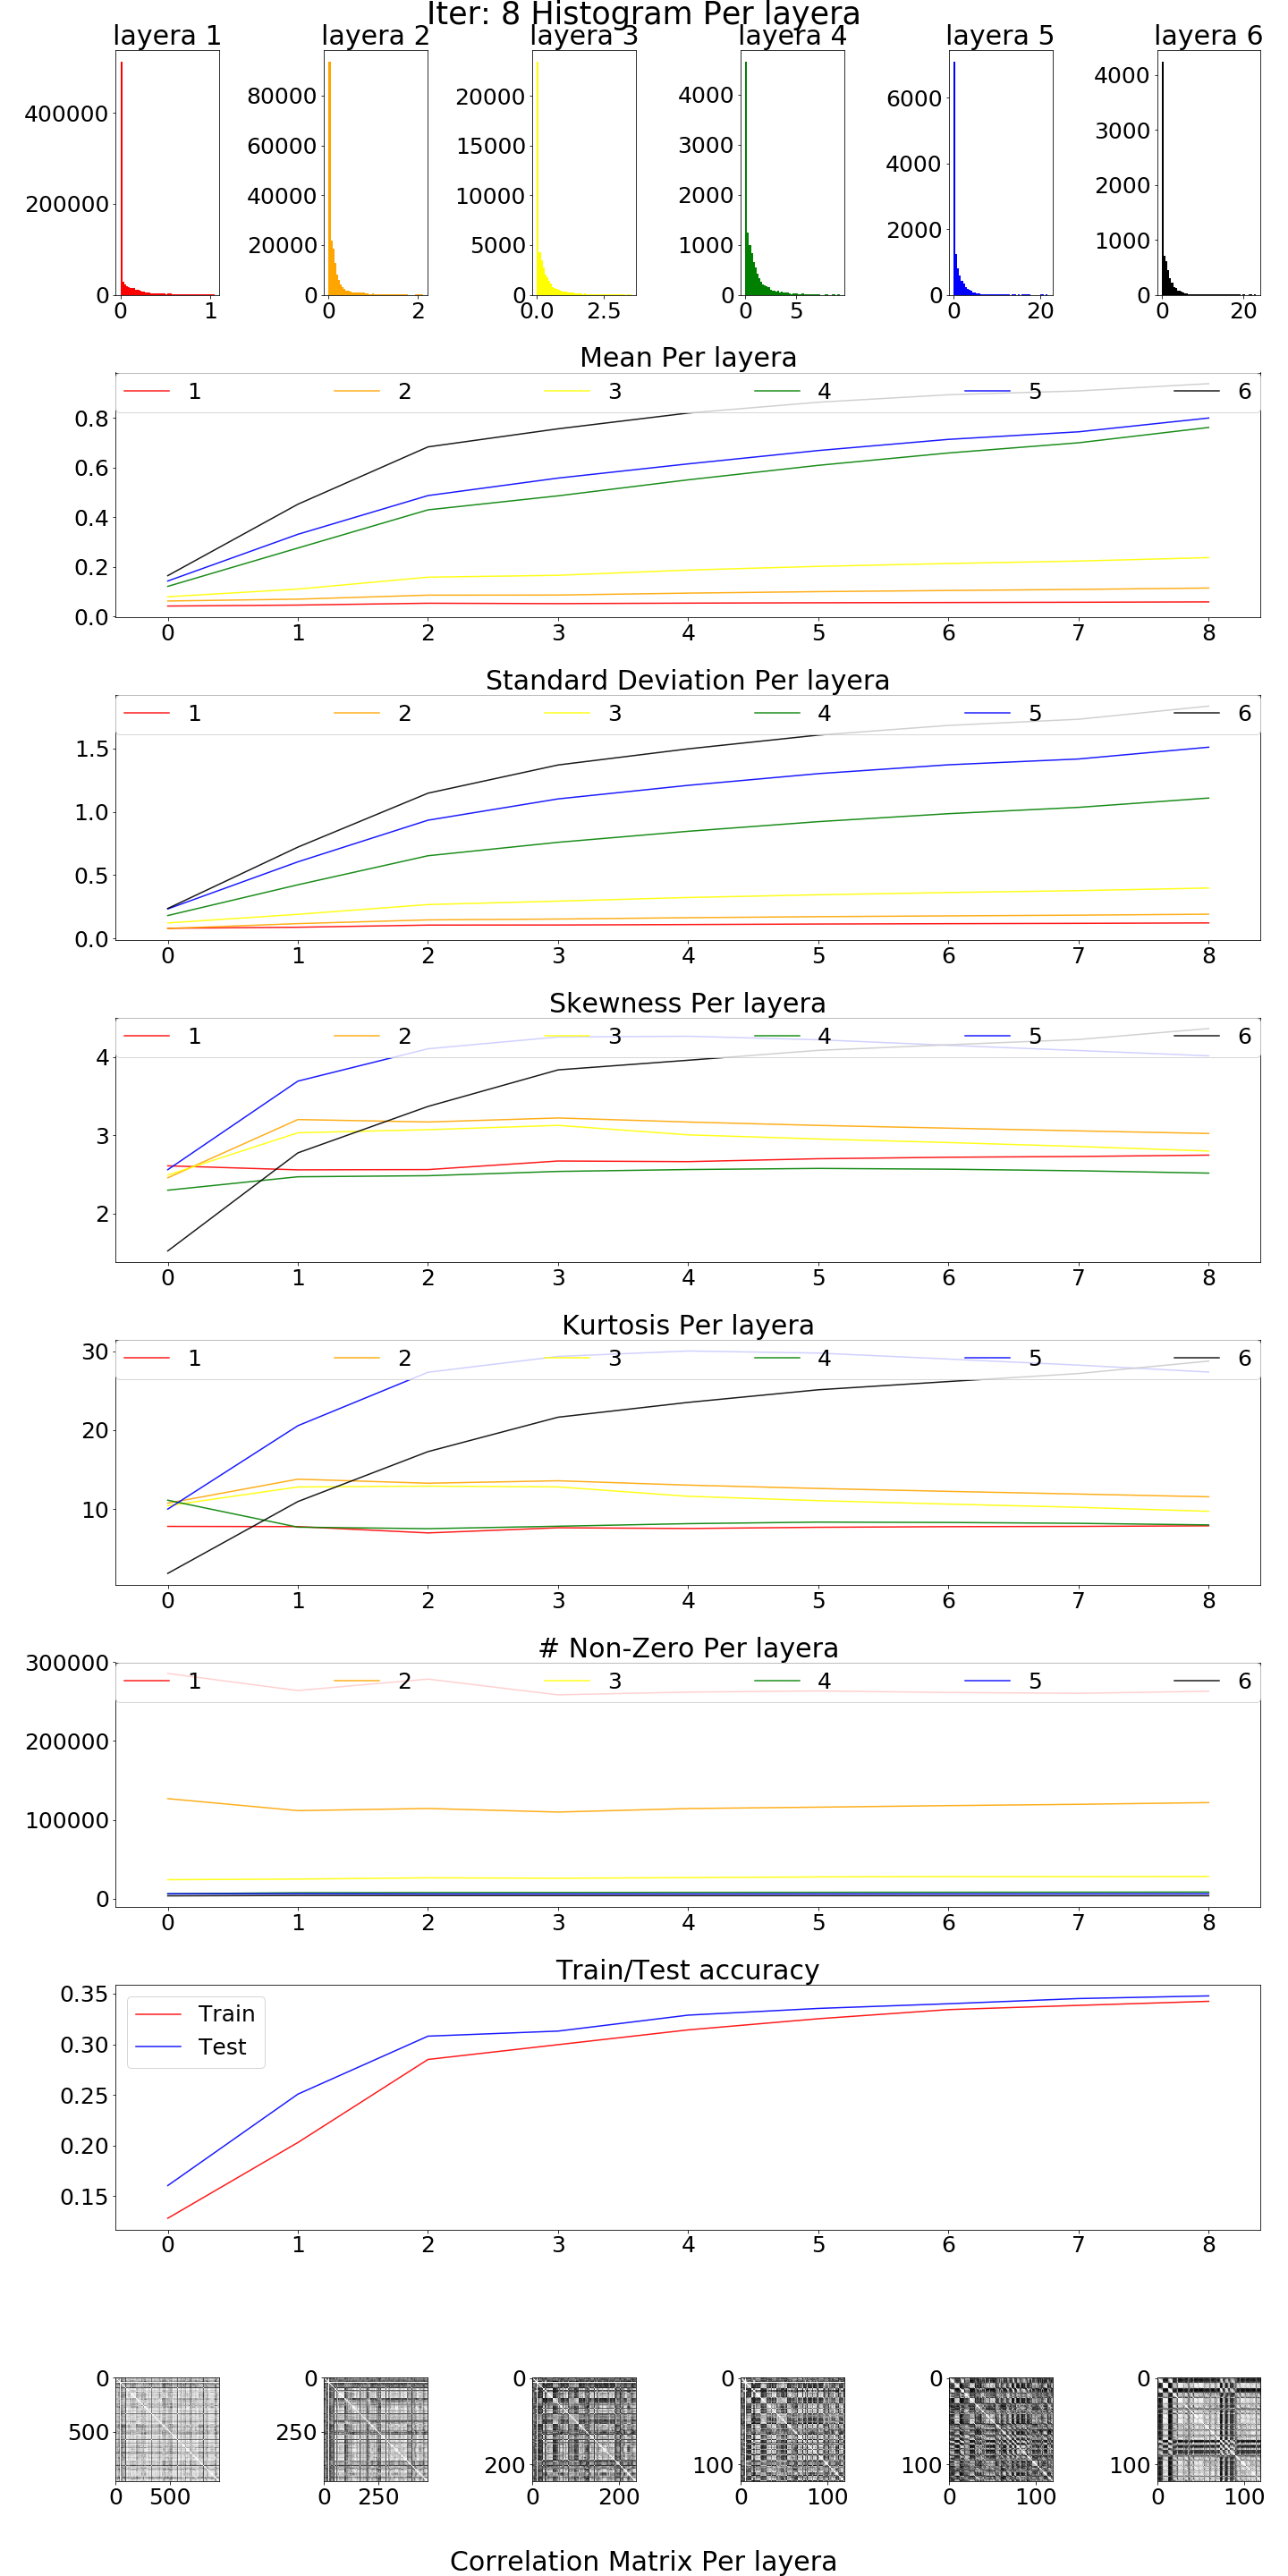 Iter: 8 Histogram Per layera
layera 1 layera 2 layera 3 layera 4 layera 5 layera 6
400000 80000 20000 4000 6000 4000
60000 15000 3000 4000 3000
200000 40000 10000 2000 2000
20000 5000 1000 2000 1000
0 0 0 0 0 0
0 1 0 2 0.0 2.5 0 5 0 20 0 20
Mean Per layera
1 2 3 4 5 6
0.8
0.6
0.4
0.2
0.0
0 1 2 3 4 5 6 7 8
Standard Deviation Per layera
1 2 3 4 5 6
1.5
1.0
0.5
0.0
0 1 2 3 4 5 6 7 8
Skewness Per layera
1 2 3 4 5 6
4
3
2
0 1 2 3 4 5 6 7 8
Kurtosis Per layera
30
1 2 3 4 5 6
20
10
0 1 2 3 4 5 6 7 8
# Non-Zero Per layera
300000
1 2 3 4 5 6
200000
100000
0
0 1 2 3 4 5 6 7 8
Train/Test accuracy
0.35
Train
0.30
Test
0.25
0.20
0.15
0 1 2 3 4 5 6 7 8
0 0 0 0 0 0
500 250 200 100 100 100
0 500 0 250 0 200 0 100 0 100 0 100
Correlation Matrix Per layera